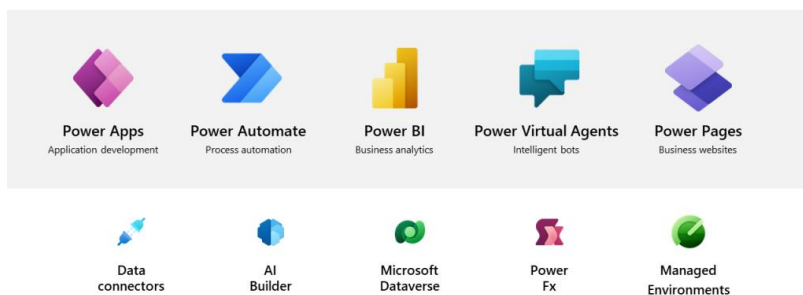 Power Apps
Application development
Power Automate
Process automation
Power BI
Business analytics
Power Virtual Agents
Intelligent bots
Power Pages
Business websites
Data
connectors
AI
Builder
Microsoft
Dataverse
Power
Fx
Managed
Environments